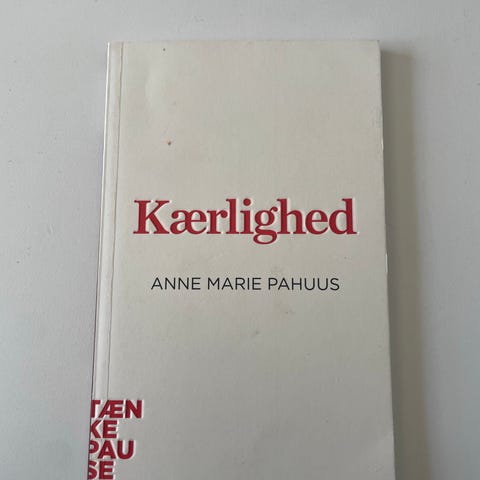 Kærlighed
ANNE MARIE PAHUUS
TÆN
KE
PAU
SE